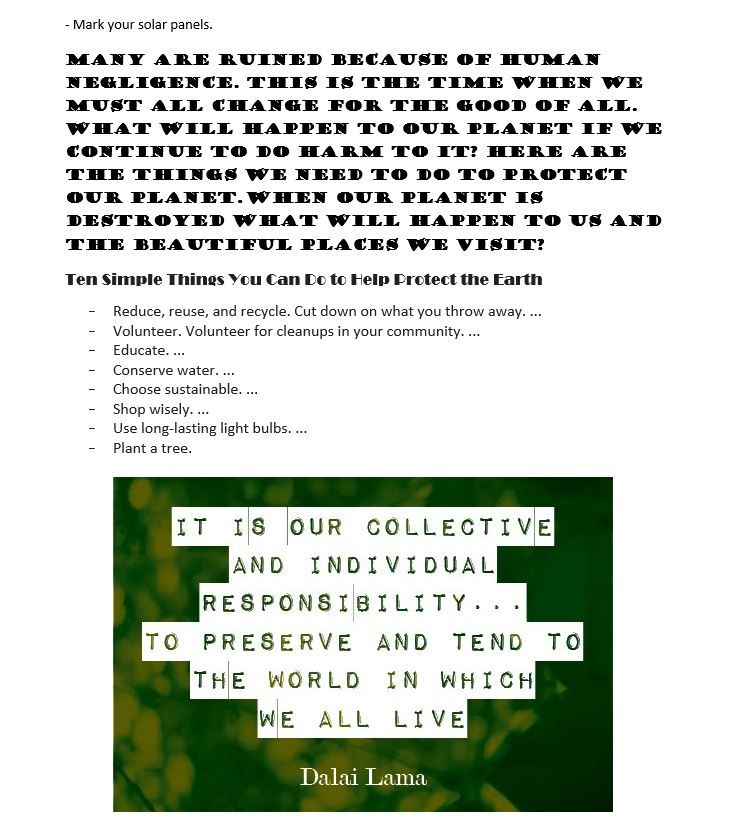 - Mark your solar panels.
MANY ARE RUINED BECAUSE OF HUMAN
NEGLIGENCE. THIS IS THE TIME WHEN WE
MUST ALL CHANGE FOR THE GOOD OF ALL.
WHAT WILL HAPPEN TO OUR PLANET IF WE
CONTINUE TO DO HARM TO IT? HERE ARE
THE THINGS WE NEED TO DO TO PROTECT
OUR PLANET.WHEN OUR PLANET IS
DESTROYED WHAT WILL HAPPEN TO US AND
THE BEAUTIFUL PLACES WE VISIT?
Ten Simple Things You Can Do to Help Protect the Earth
- Reduce, reuse, and recycle. Cut down on what you throw away. ...
- Volunteer. Volunteer for cleanups in your community. ...
- Educate. ...
- Conserve water. ...
- Choose sustainable. ...
- Shop wisely. ...
- Use long-lasting light bulbs. ...
- Plant a tree.
IT IS OUR COLLECTIVE
AND INDIVIDUAL
RESPONSIBILITY...
TO PRESERVE AND TEND TO
THE WORLD IN WHICH
WE ALL LIVE
Dalai Lama